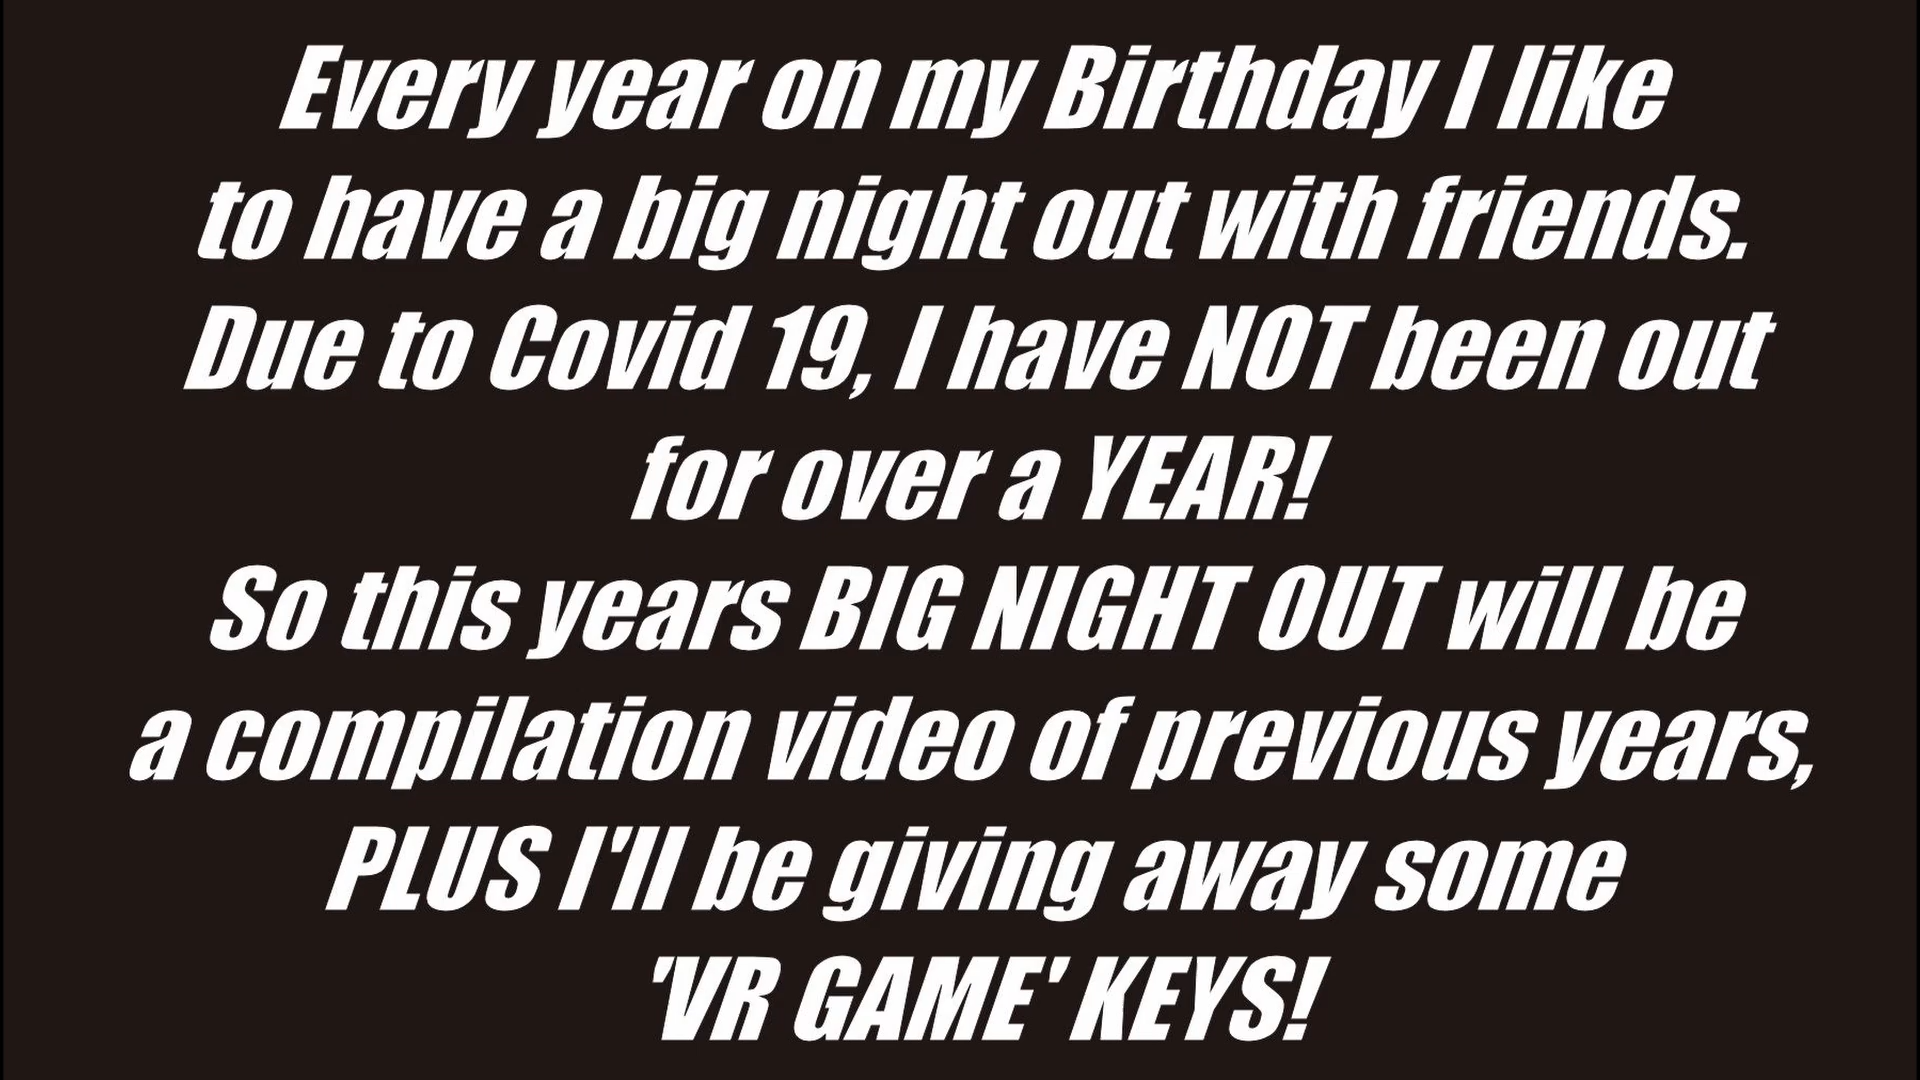 Every year on my Birthday I like
to have a big night out with friends.
Due to Covid 19, I have NOT been out
for over a YEAR!
So this years BIG NIGHT OUT will be
a compilation video of previous years,
PLUS I'll be giving away some
'VR GAME' KEYS!